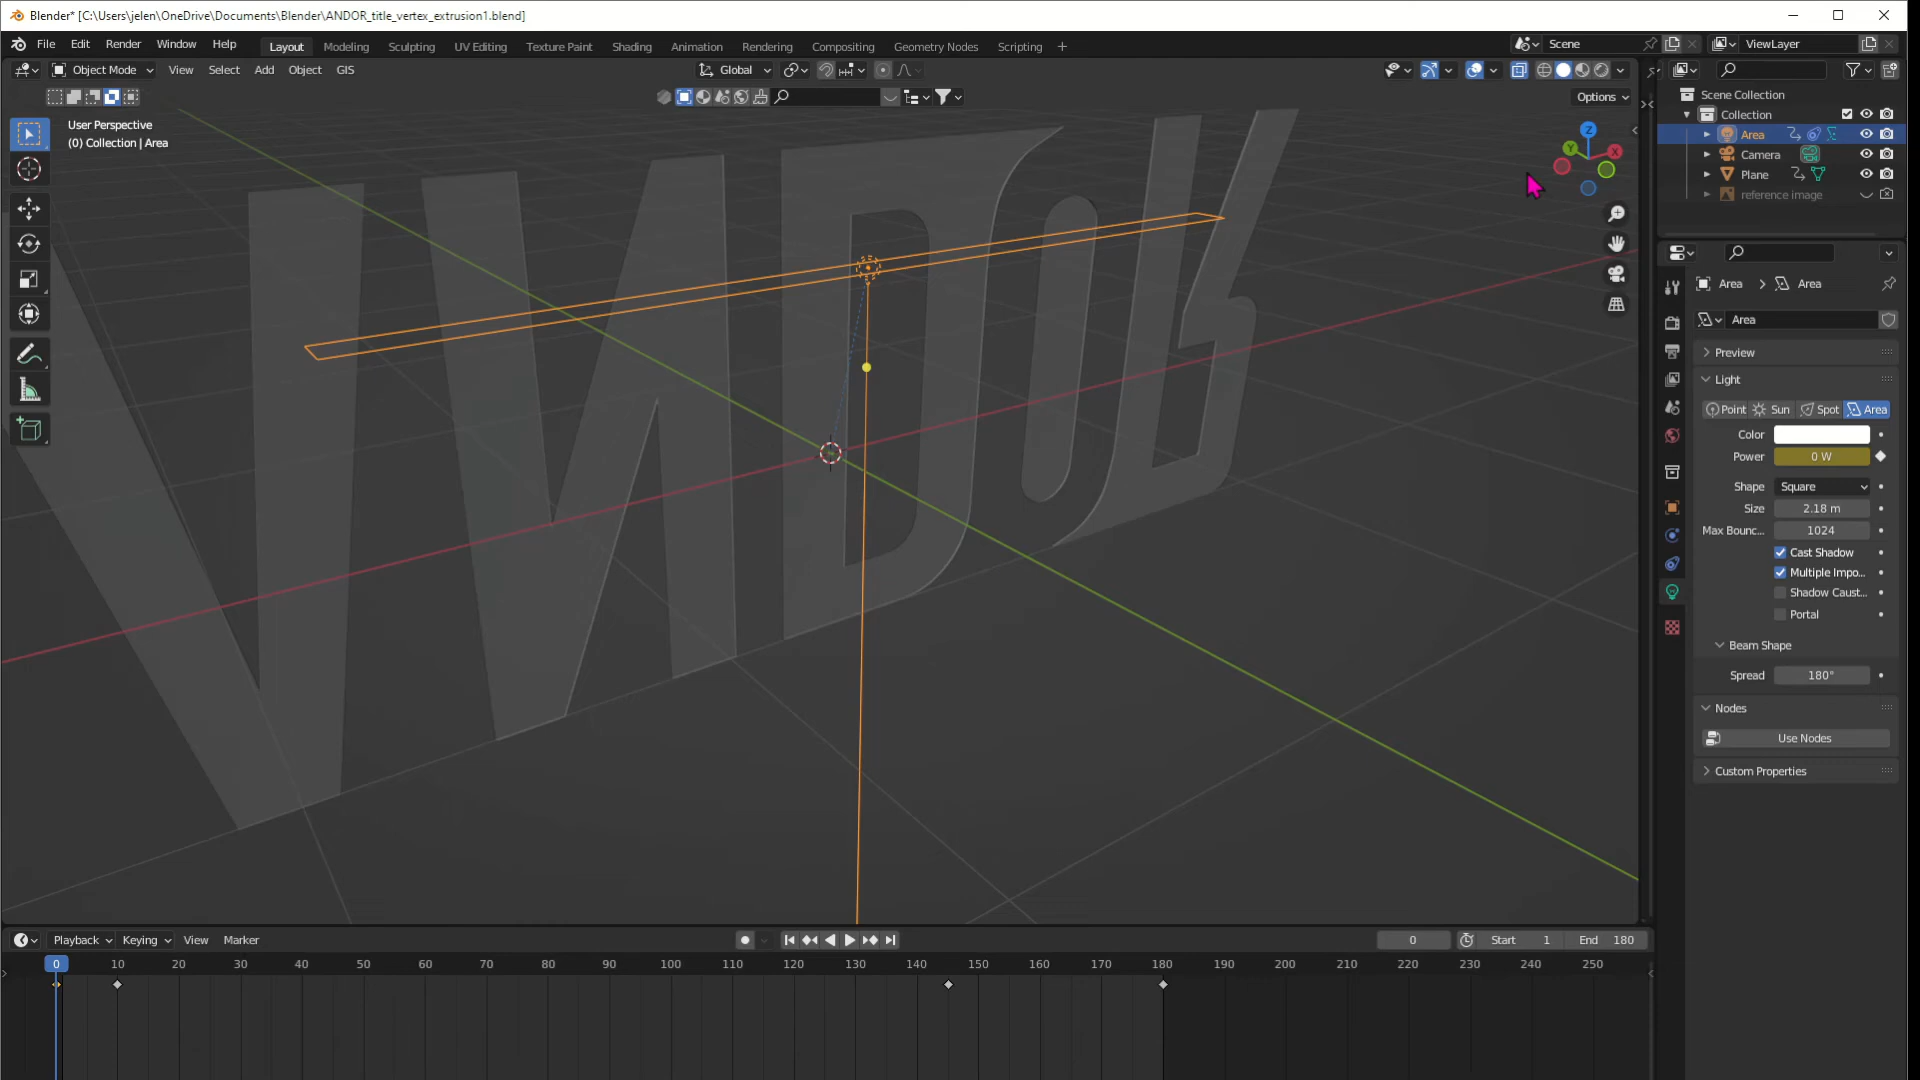 Blender* [C:\Users\jelen\OneDrive\Documents\Blender\ANDOR_title_vertex_extrusion1.blend]
File Edit Render Window Help Layout Modeling Sculpting UV Editing Texture Paint Shading Animation Rendering Compositing Geometry Nodes Scripting + Scene ViewLayer
Object Mode View Select Add Object GIS Global
Options
User Perspective
(0) Collection | Area
Z
Y
X
Scene Collection
Collection
Area
Camera
Plane
reference image
Area > Area
Area
Preview
Light
Point Sun Spot Area
Color
Power 0 W
Shape Square
Size 2.18 m
Max Bounc... 1024
Cast Shadow
Multiple Impo...
Shadow Caust...
Portal
Beam Shape
Spread 180°
Nodes
Use Nodes
Custom Properties
Playback Keying View Marker 0 Start 1 End 180
0 10 20 30 40 50 60 70 80 90 100 110 120 130 140 150 160 170 180 190 200 210 220 230 240 250